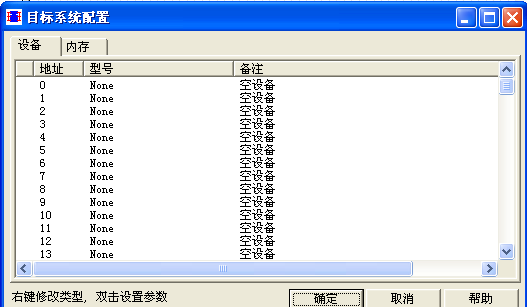 目标系统配置
设备 内存
地址 型号 备注
0 None 空设备
1 None 空设备
2 None 空设备
3 None 空设备
4 None 空设备
5 None 空设备
6 None 空设备
7 None 空设备
8 None 空设备
9 None 空设备
10 None 空设备
11 None 空设备
12 None 空设备
13 None 空设备
右键修改类型, 双击设置参数 确定 取消 帮助